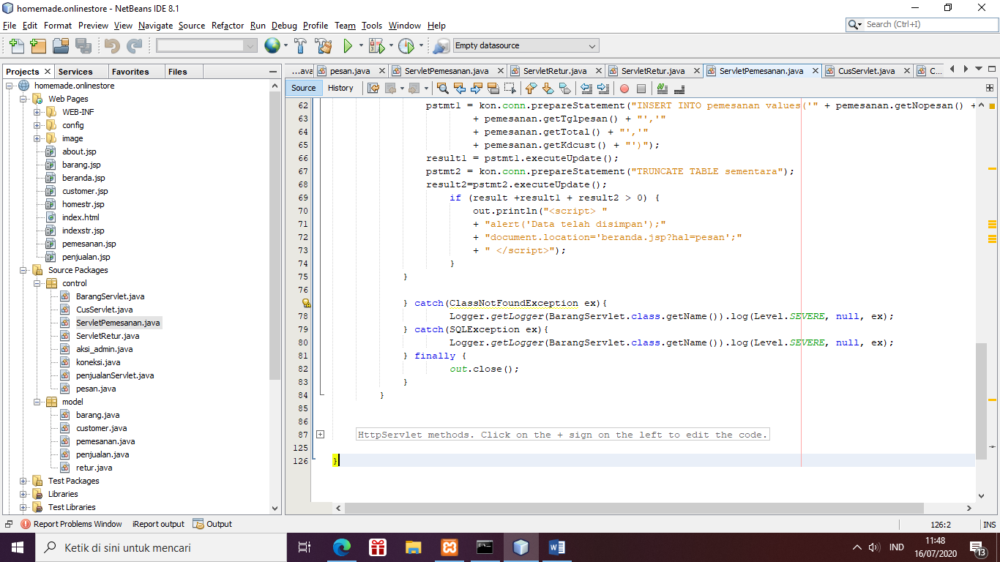 homemade.onlinestore - NetBeans IDE 8.1
File Edit Format Preview View Navigate Source Refactor Run Debug Profile Team Tools Window Help
Search (Ctrl+I)
Empty datasource
Projects Services Favorites Files
homemade.onlinestore
Web Pages
WEB-INF
config
image
about.jsp
barang.jsp
beranda.jsp
customer.jsp
homestr.jsp
index.html
indexstr.jsp
pemesanan.jsp
penjualan.jsp
Source Packages
control
BarangServlet.java
CusServlet.java
ServletPemesanan.java
ServletRetur.java
aksi_admin.java
koneksi.java
penjualanServlet.java
pesan.java
model
barang.java
customer.java
pemesanan.java
penjualan.java
retur.java
Test Packages
Libraries
Test Libraries
...ava pesan.java ServletPemesanan.java ServletRetur.java ServletRetur.java ServletPemesanan.java CusServlet.java C...
Source History
62 pstmt1 = kon.conn.prepareStatement("INSERT INTO pemesanan values('" + pemesanan.getNopesan() +
63 + pemesanan.getTglpesan() + "','"
64 + pemesanan.getTotal() + "','"
65 + pemesanan.getKdcust() + "')");
66 result1 = pstmt1.executeUpdate();
67 pstmt2 = kon.conn.prepareStatement("TRUNCATE TABLE sementara");
68 result2=pstmt2.executeUpdate();
69 if (result +result1 + result2 > 0) {
70 out.println("<script> "
71 + "alert('Data telah disimpan');"
72 + "document.location='beranda.jsp?hal=pesan';"
73 + " </script>");
74 }
75 }
76
} catch(ClassNotFoundException ex){
78 Logger.getLogger(BarangServlet.class.getName()).log(Level.SEVERE, null, ex);
79 } catch(SQLException ex){
80 Logger.getLogger(BarangServlet.class.getName()).log(Level.SEVERE, null, ex);
81 } finally {
82 out.close();
83 }
84 }
85
86
87 HttpServlet methods. Click on the + sign on the left to edit the code.
125
126 }
Report Problems Window iReport output Output
126:2 INS
Ketik di sini untuk mencari
IND
11:48
16/07/2020
13